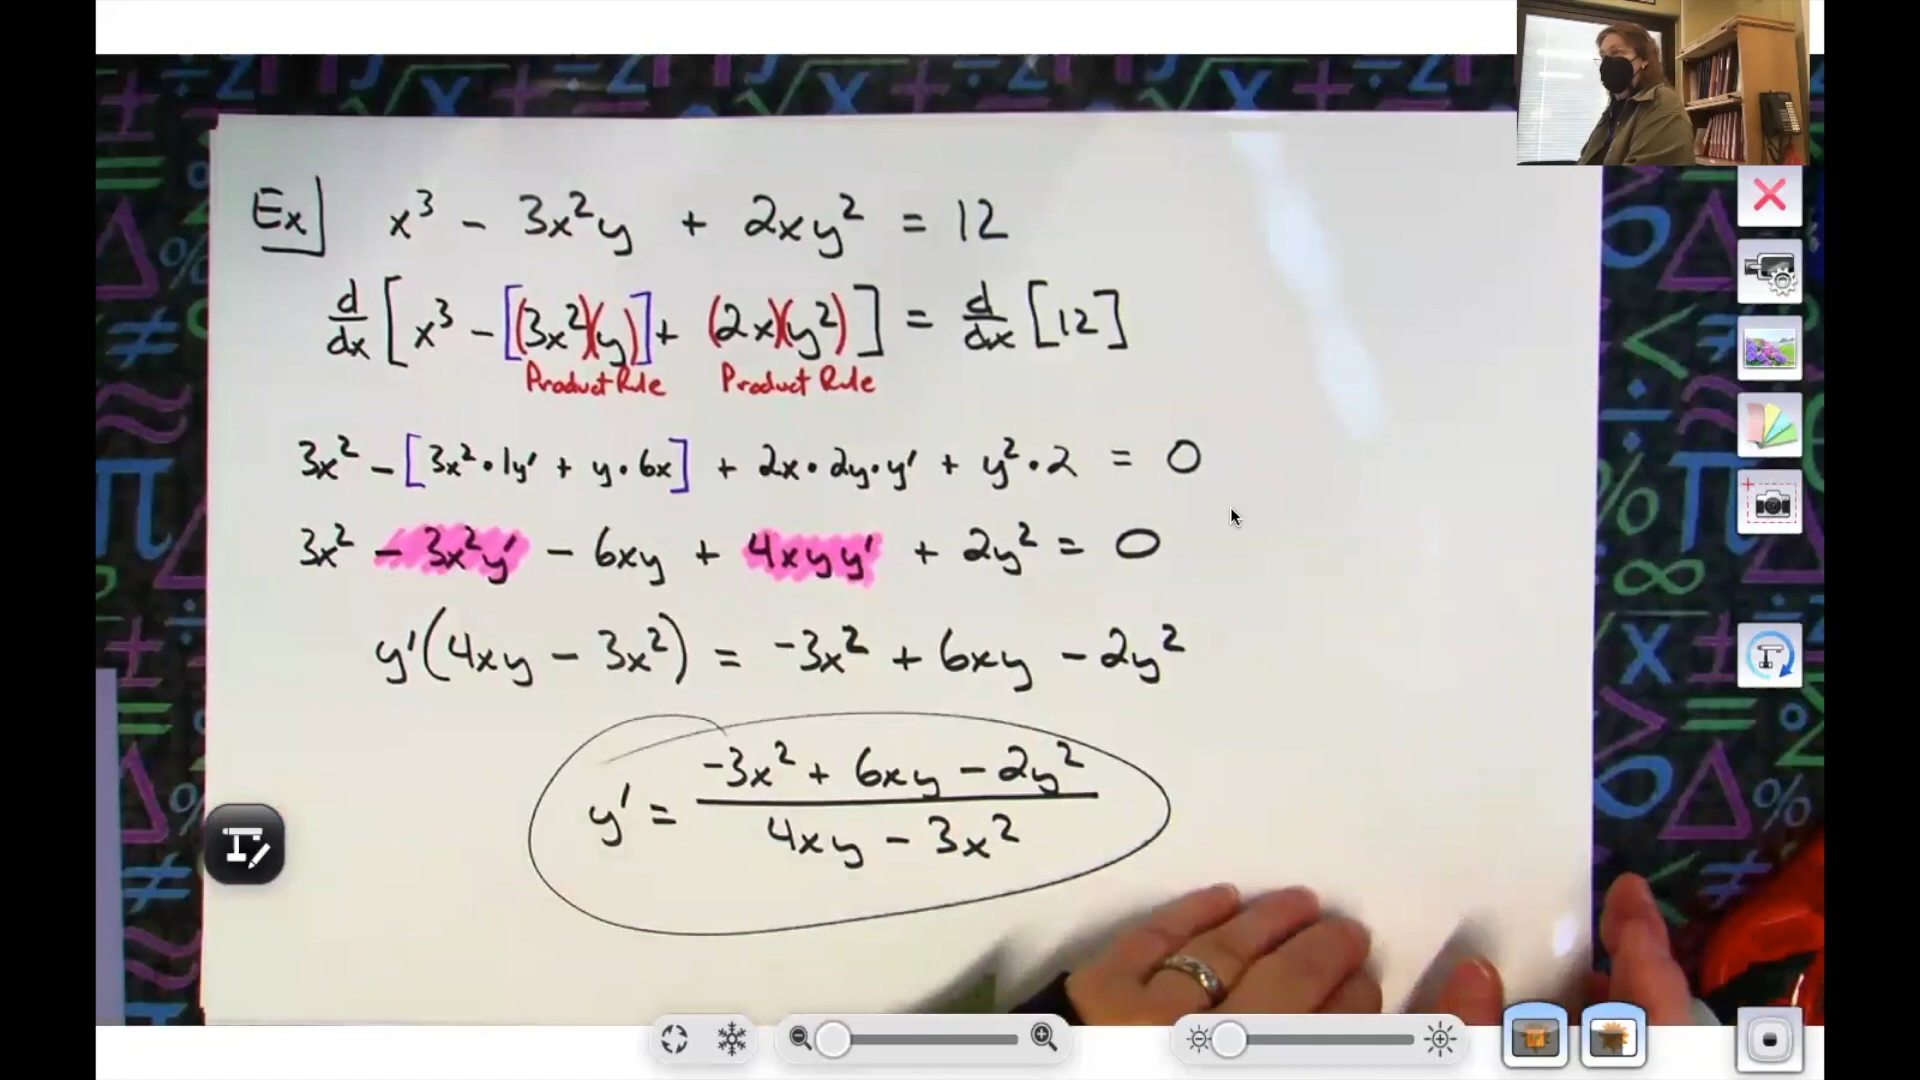 Ex] x³ - 3x²y + 2xy² = 12
d/dx [x³ - [(3x²)(y)] + (2x)(y²)] = d/dx [12]
Product Rule Product Rule
3x² - [3x²·1y' + y·6x] + 2x·2y·y' + y²·2 = 0
3x² - 3x²y' - 6xy + 4xyy' + 2y² = 0
y'(4xy - 3x²) = -3x² + 6xy - 2y²
y' = (-3x² + 6xy - 2y²)/(4xy - 3x²)